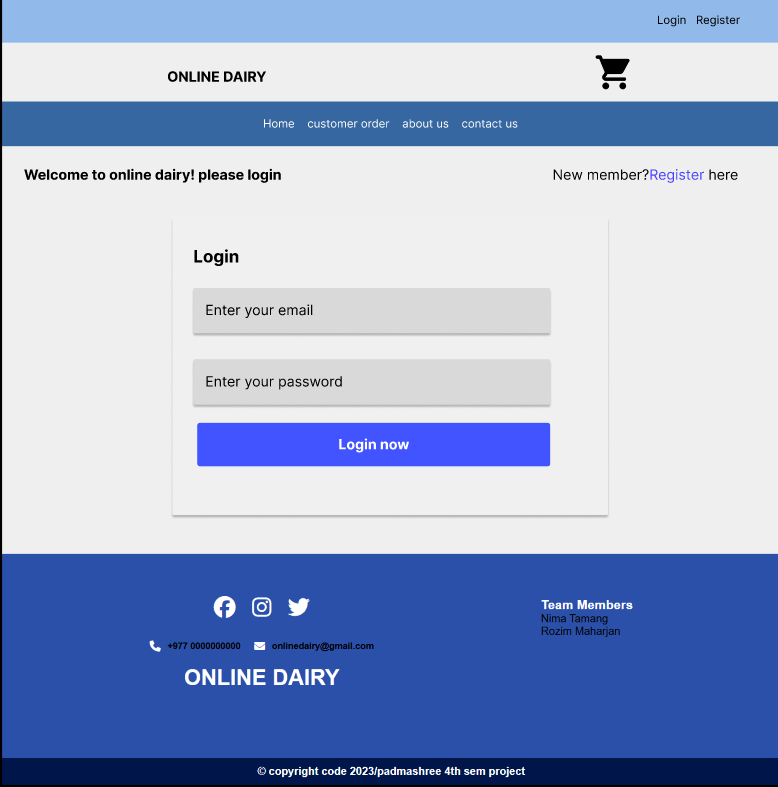 Login Register
ONLINE DAIRY
Home customer order about us contact us
Welcome to online dairy! please login
New member?Register here
Login
Enter your email
Enter your password
Login now
Team Members
Nima Tamang
Rozim Maharjan
+977 0000000000 onlinedairy@gmail.com
ONLINE DAIRY
© copyright code 2023/padmashree 4th sem project